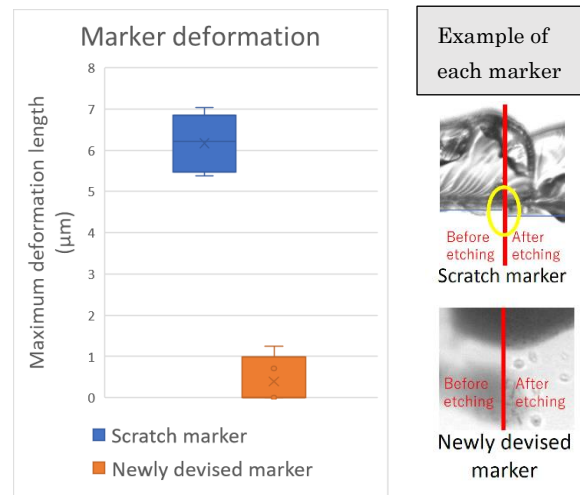 Marker deformation
8
7
6
5
4
3
2
1
0
Maximum deformation length
(μm)
Scratch marker
Newly devised marker
Example of
each marker
Before After
etching etching
Scratch marker
Before After
etching etching
Newly devised
marker